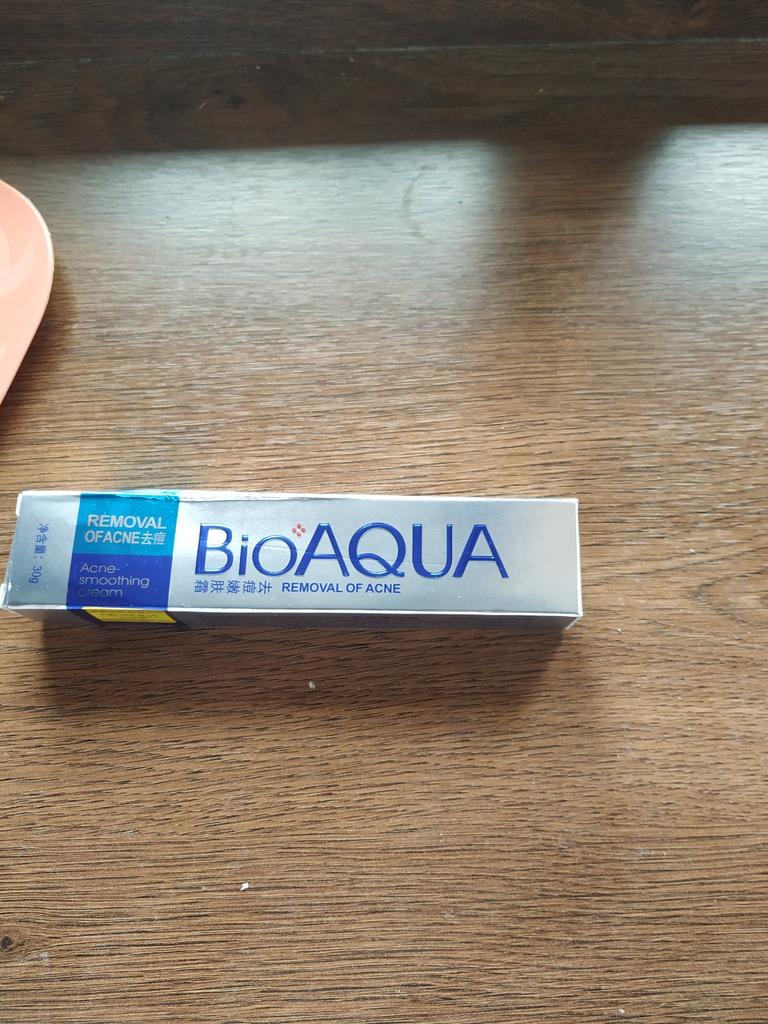 净含量：30g
REMOVAL
OFACNE去痘
Acne-
smoothing
cream
BioAQUA
去痘嫩肤霜 REMOVAL OF ACNE